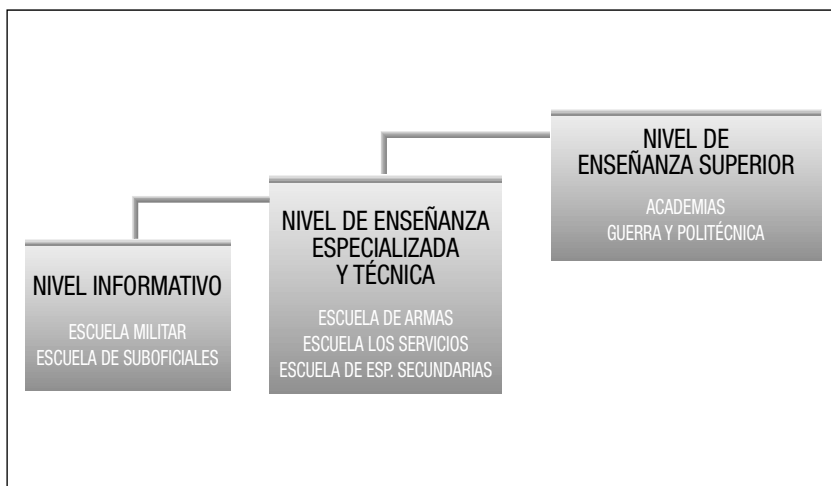 NIVEL INFORMATIVO
ESCUELA MILITAR
ESCUELA DE SUBOFICIALES
NIVEL DE ENSEÑANZA
ESPECIALIZADA
Y TÉCNICA
ESCUELA DE ARMAS
ESCUELA LOS SERVICIOS
ESCUELA DE ESP. SECUNDARIAS
NIVEL DE
ENSEÑANZA SUPERIOR
ACADEMIAS
GUERRA Y POLITÉCNICA